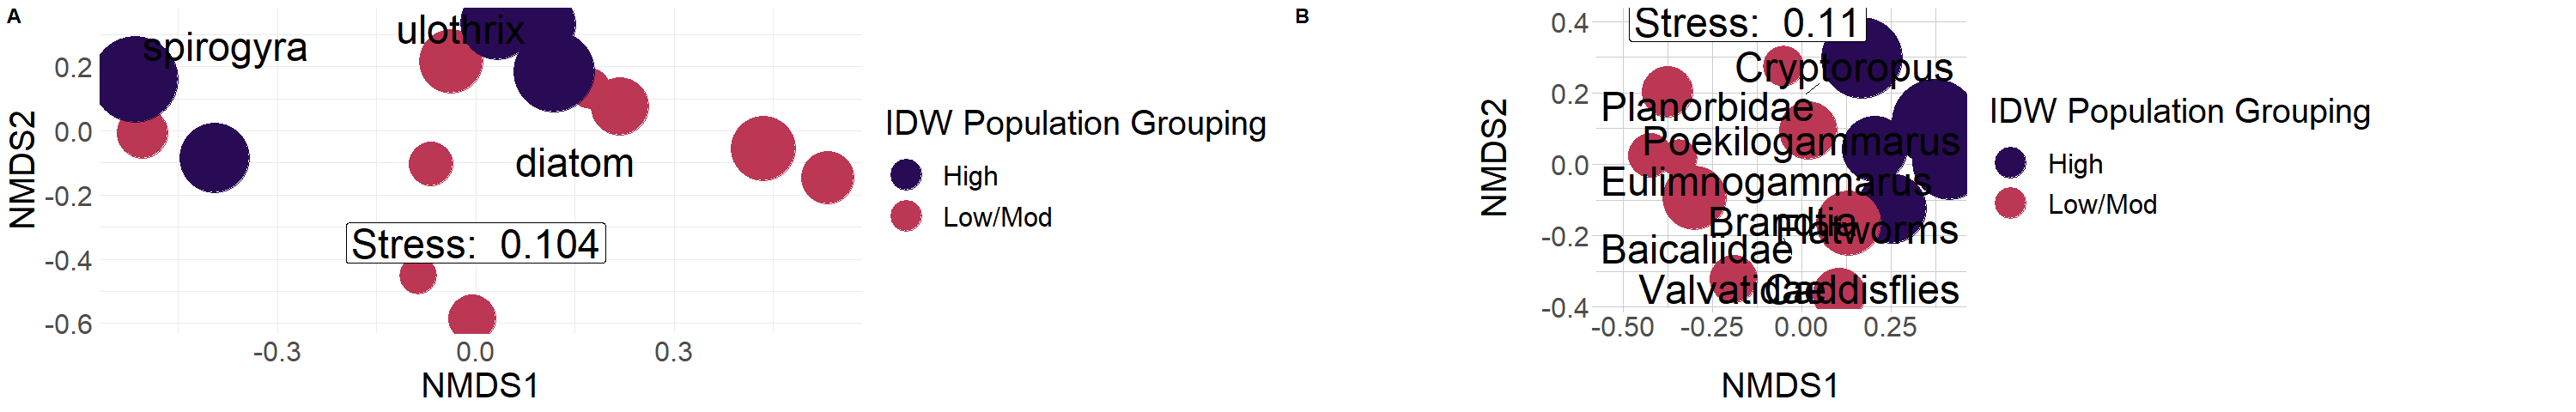 A
spirogyra
ulothrix
diatom
Stress: 0.104
NMDS2
0.2
0.0
-0.2
-0.4
-0.6
-0.3 0.0 0.3
NMDS1
IDW Population Grouping
High
Low/Mod
B
Stress: 0.11
Cryptoropus
Planorbidae
Poekilogammarus
Eulimnogammarus
Brandtia
Flatworms
Baicaliidae
Valvatidae
Caddisflies
NMDS2
0.4
0.2
0.0
-0.2
-0.4
-0.50 -0.25 0.00 0.25
NMDS1
IDW Population Grouping
High
Low/Mod